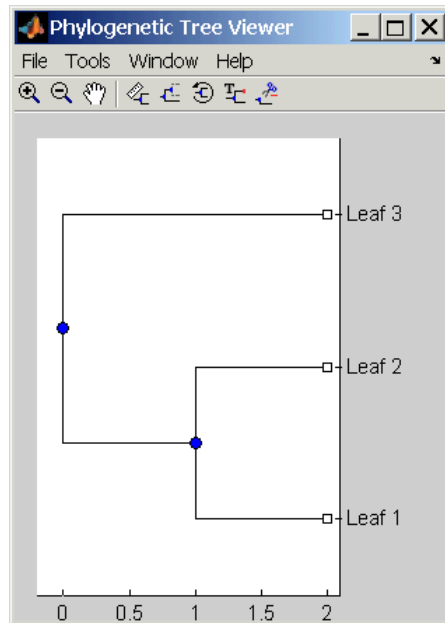 Phylogenetic Tree Viewer
File Tools Window Help
Leaf 3
Leaf 2
Leaf 1
0 0.5 1 1.5 2